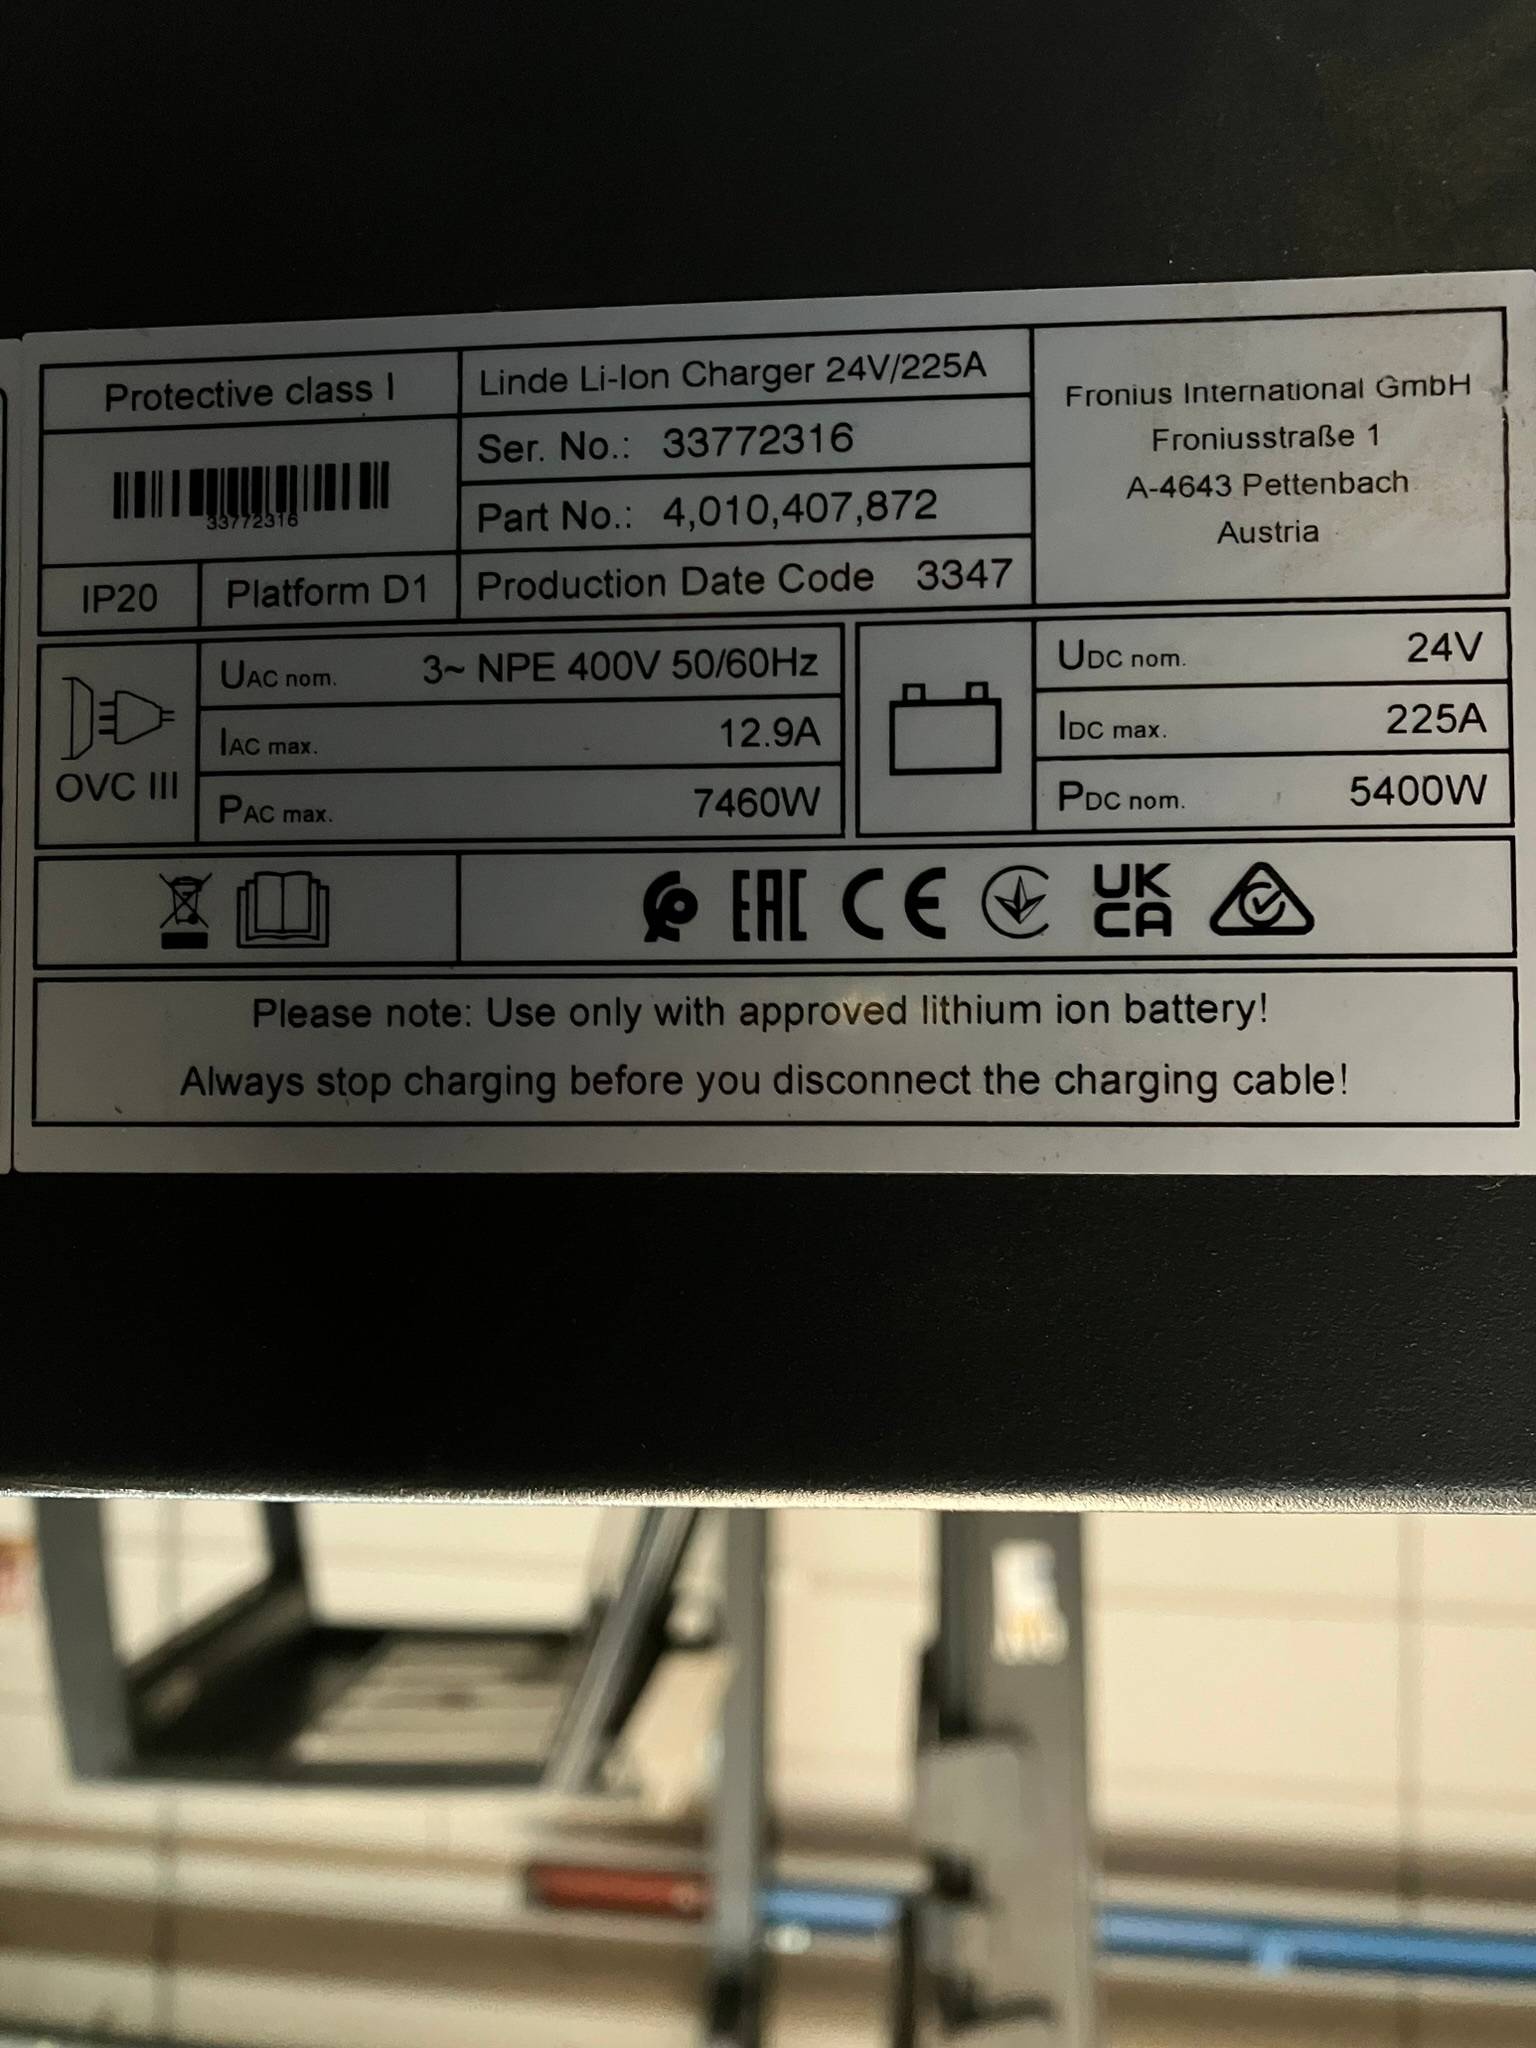 Protective class I
33772316
IP20
Platform D1
Linde Li-Ion Charger 24V/225A
Ser. No.: 33772316
Part No.: 4,010,407,872
Production Date Code 3347
Fronius International GmbH
Froniusstraße 1
A-4643 Pettenbach
Austria
OVC III
UAC nom. 3~ NPE 400V 50/60Hz
IAC max. 12.9A
PAC max. 7460W
UDC nom. 24V
IDC max. 225A
PDC nom. 5400W
EAC CE UK
CA
Please note: Use only with approved lithium ion battery!
Always stop charging before you disconnect the charging cable!